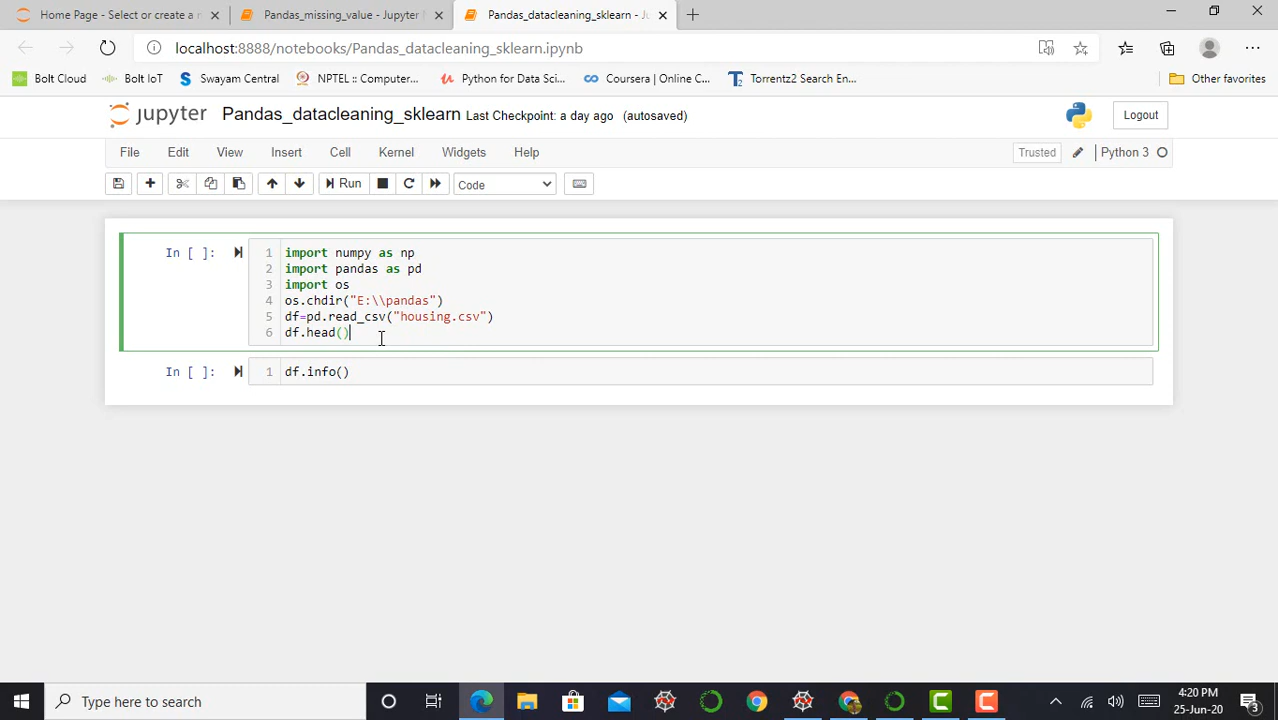 Home Page - Select or create a n
Pandas_missing_value - Jupyter N
Pandas_datacleaning_sklearn - Ju
localhost:8888/notebooks/Pandas_datacleaning_sklearn.ipynb
Bolt Cloud
Bolt IoT
Swayam Central
NPTEL :: Computer...
Python for Data Sci...
Coursera | Online C...
Torrentz2 Search En...
Other favorites
jupyter Pandas_datacleaning_sklearn Last Checkpoint: a day ago (autosaved)
Logout
File Edit View Insert Cell Kernel Widgets Help
Trusted
Python 3
Run
Code
In [ ]:
1 import numpy as np
2 import pandas as pd
3 import os
4 os.chdir("E:\\pandas")
5 df=pd.read_csv("housing.csv")
6 df.head()
In [ ]:
1 df.info()
Type here to search
4:20 PM
25-Jun-20
3